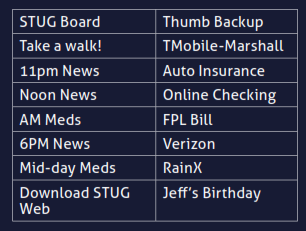 STUG Board
Thumb Backup
Take a walk!
TMobile-Marshall
11pm News
Auto Insurance
Noon News
Online Checking
AM Meds
FPL Bill
6PM News
Verizon
Mid-day Meds
RainX
Download STUG
Web
Jeff's Birthday